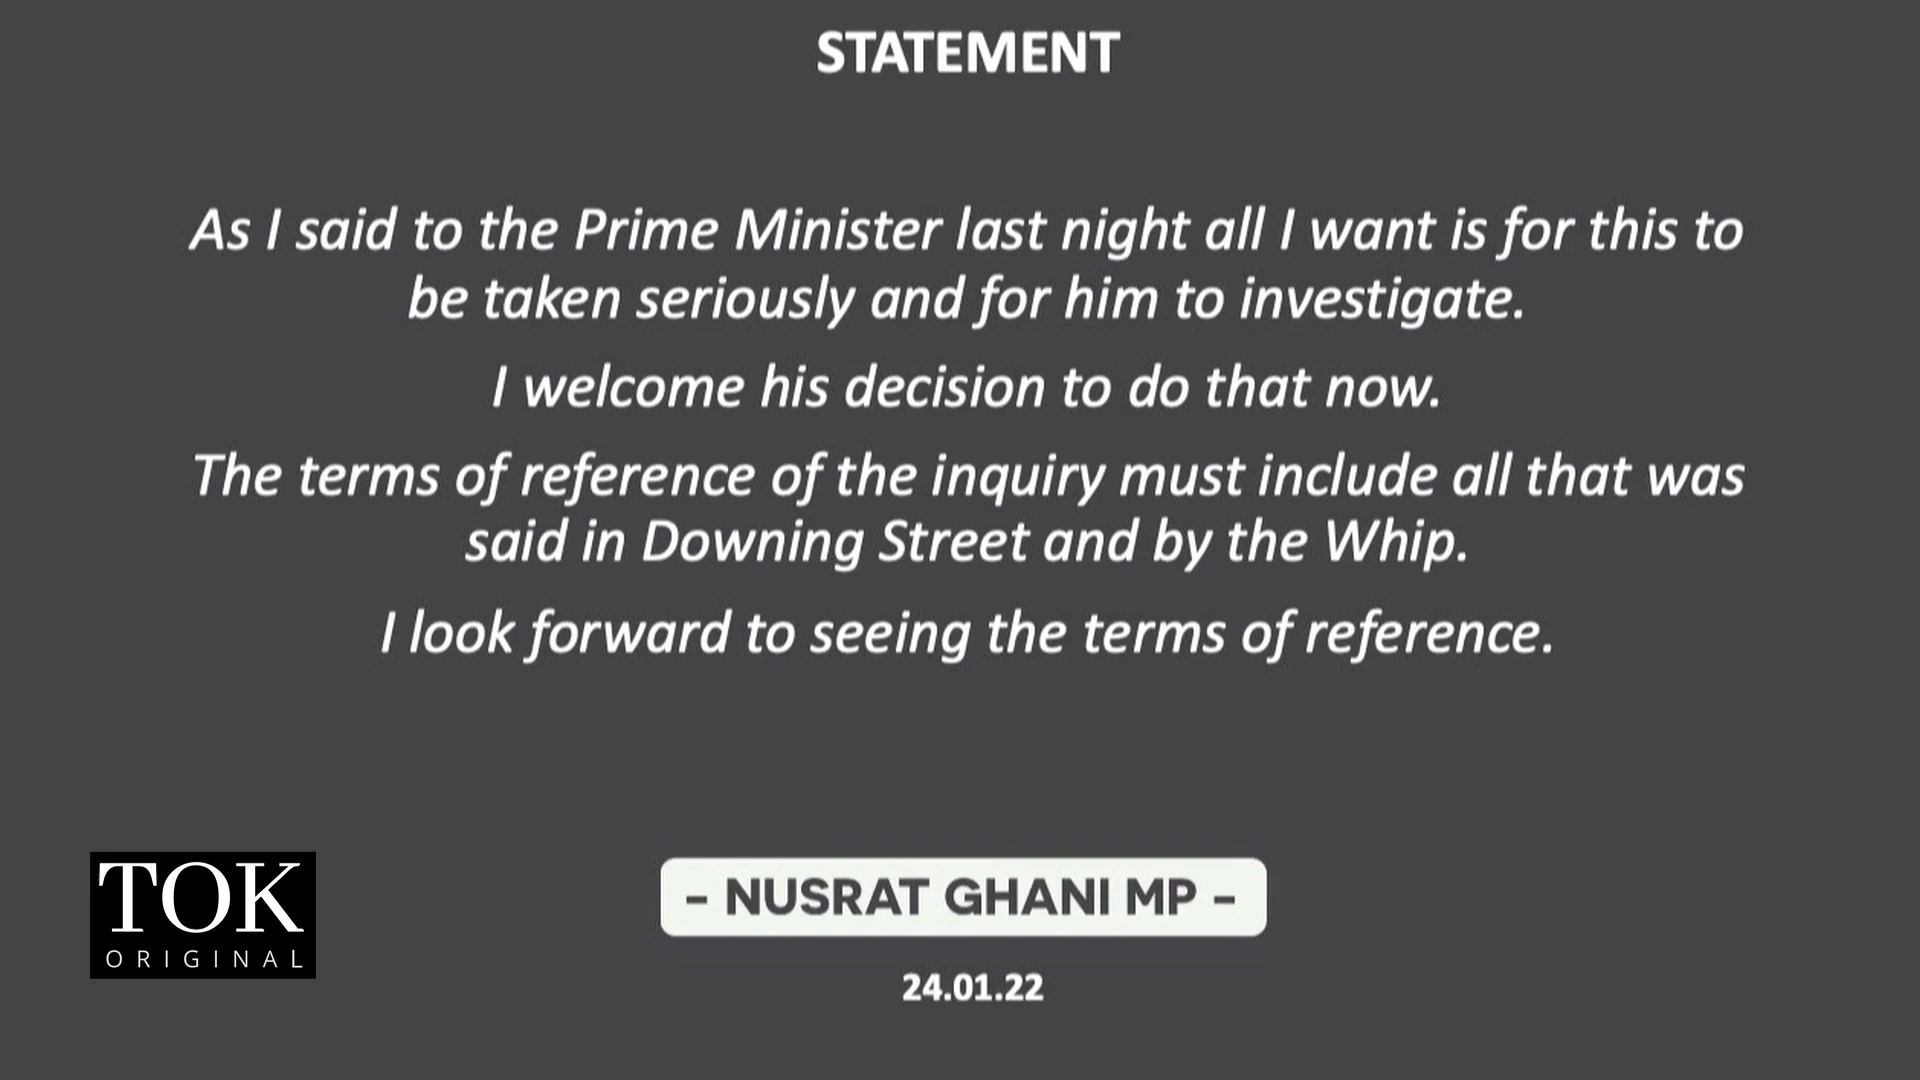 STATEMENT
As I said to the Prime Minister last night all I want is for this to
be taken seriously and for him to investigate.
I welcome his decision to do that now.
The terms of reference of the inquiry must include all that was
said in Downing Street and by the Whip.
I look forward to seeing the terms of reference.
– NUSRAT GHANI MP –
24.01.22
TOK
ORIGINAL